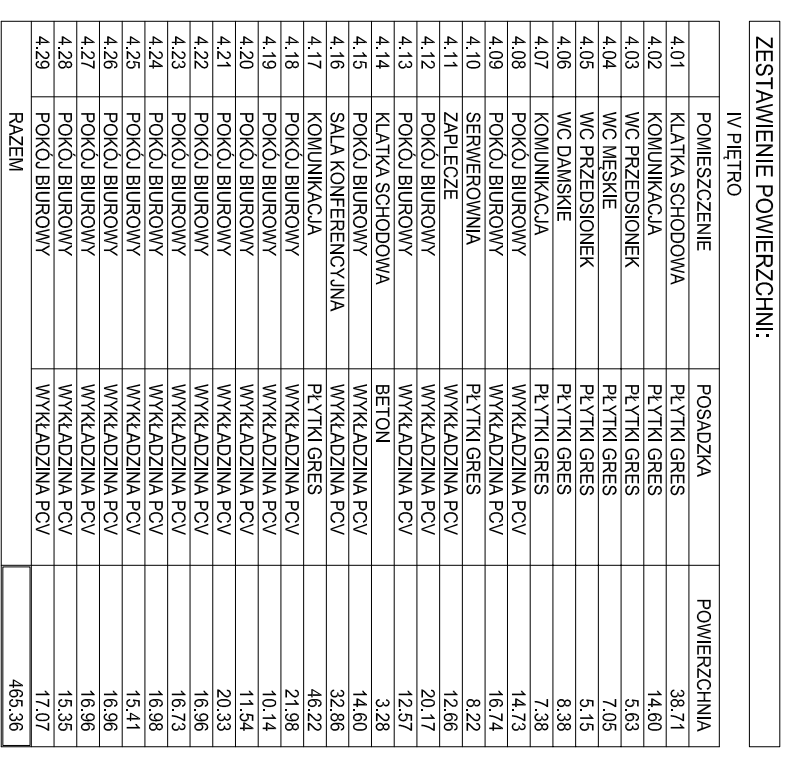 ZESTAWIENIE POWIERZCHNI:
IV PIĘTRO
POMIESZCZENIE POSADZKA POWIERZCHNIA
4.01 KLATKA SCHODOWA PŁYTKI GRES 38.71
4.02 KOMUNIKACJA PŁYTKI GRES 14.60
4.03 WC PRZEDSIONEK PŁYTKI GRES 5.63
4.04 WC MĘSKIE PŁYTKI GRES 7.05
4.05 WC PRZEDSIONEK PŁYTKI GRES 5.15
4.06 WC DAMSKIE PŁYTKI GRES 8.38
4.07 KOMUNIKACJA PŁYTKI GRES 7.38
4.08 POKÓJ BIUROWY WYKŁADZINA PCV 14.73
4.09 POKÓJ BIUROWY WYKŁADZINA PCV 16.74
4.10 SERWEROWNIA PŁYTKI GRES 8.22
4.11 ZAPLECZE WYKŁADZINA PCV 12.66
4.12 POKÓJ BIUROWY WYKŁADZINA PCV 20.17
4.13 POKÓJ BIUROWY WYKŁADZINA PCV 12.57
4.14 KLATKA SCHODOWA BETON 3.28
4.15 POKÓJ BIUROWY WYKŁADZINA PCV 14.60
4.16 SALA KONFERENCYJNA WYKŁADZINA PCV 32.86
4.17 KOMUNIKACJA PŁYTKI GRES 46.22
4.18 POKÓJ BIUROWY WYKŁADZINA PCV 21.98
4.19 POKÓJ BIUROWY WYKŁADZINA PCV 10.14
4.20 POKÓJ BIUROWY WYKŁADZINA PCV 11.54
4.21 POKÓJ BIUROWY WYKŁADZINA PCV 20.33
4.22 POKÓJ BIUROWY WYKŁADZINA PCV 16.96
4.23 POKÓJ BIUROWY WYKŁADZINA PCV 16.73
4.24 POKÓJ BIUROWY WYKŁADZINA PCV 16.98
4.25 POKÓJ BIUROWY WYKŁADZINA PCV 15.41
4.26 POKÓJ BIUROWY WYKŁADZINA PCV 16.96
4.27 POKÓJ BIUROWY WYKŁADZINA PCV 16.96
4.28 POKÓJ BIUROWY WYKŁADZINA PCV 15.35
4.29 POKÓJ BIUROWY WYKŁADZINA PCV 17.07
RAZEM 465.36